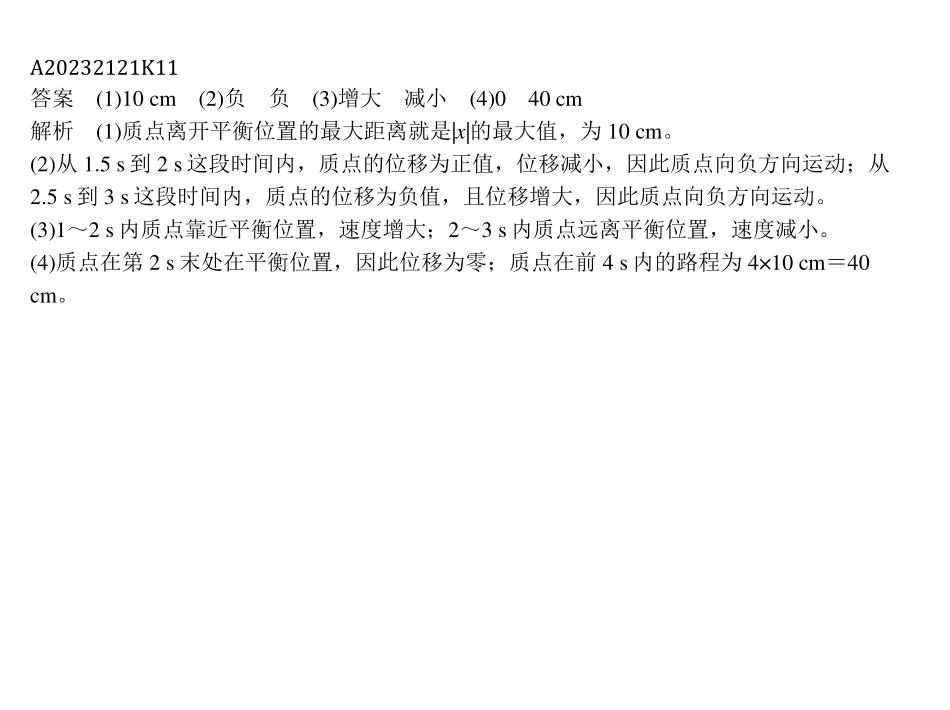 A20232121K11
答案　(1)10 cm　(2)负　负　(3)增大　减小　(4)0　40 cm
解析　(1)质点离开平衡位置的最大距离就是|x|的最大值，为 10 cm。
(2)从 1.5 s 到 2 s 这段时间内，质点的位移为正值，位移减小，因此质点向负方向运动；从
2.5 s 到 3 s 这段时间内，质点的位移为负值，且位移增大，因此质点向负方向运动。
(3)1～2 s 内质点靠近平衡位置，速度增大；2～3 s 内质点远离平衡位置，速度减小。
(4)质点在第 2 s 末处在平衡位置，因此位移为零；质点在前 4 s 内的路程为 4×10 cm＝40
cm。